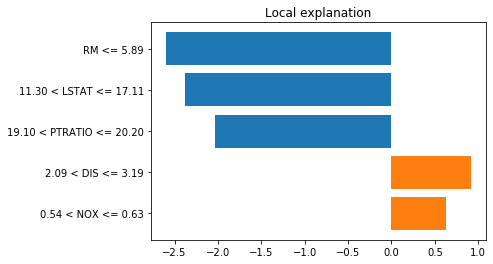 Local explanation
RM <= 5.89
11.30 < LSTAT <= 17.11
19.10 < PTRATIO <= 20.20
2.09 < DIS <= 3.19
0.54 < NOX <= 0.63
−2.5 −2.0 −1.5 −1.0 −0.5 0.0 0.5 1.0